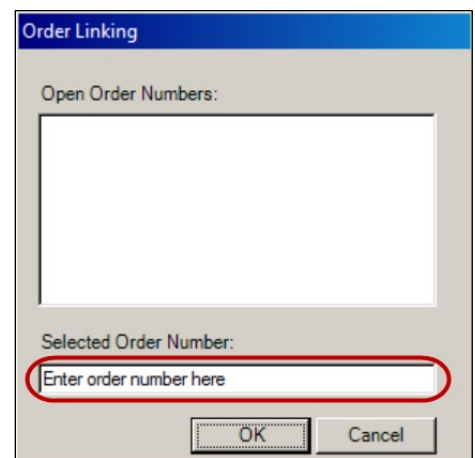 Order Linking
Open Order Numbers:
Selected Order Number:
Enter order number here
OK Cancel